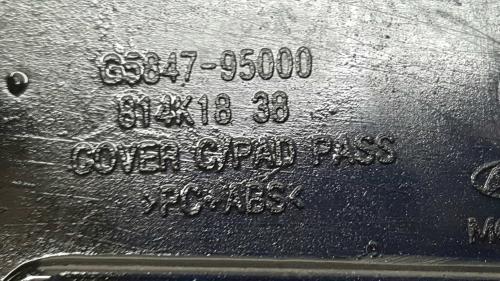 G5847-95000
814K18 38
COVER C/PAD PASS
>PC+ABS<